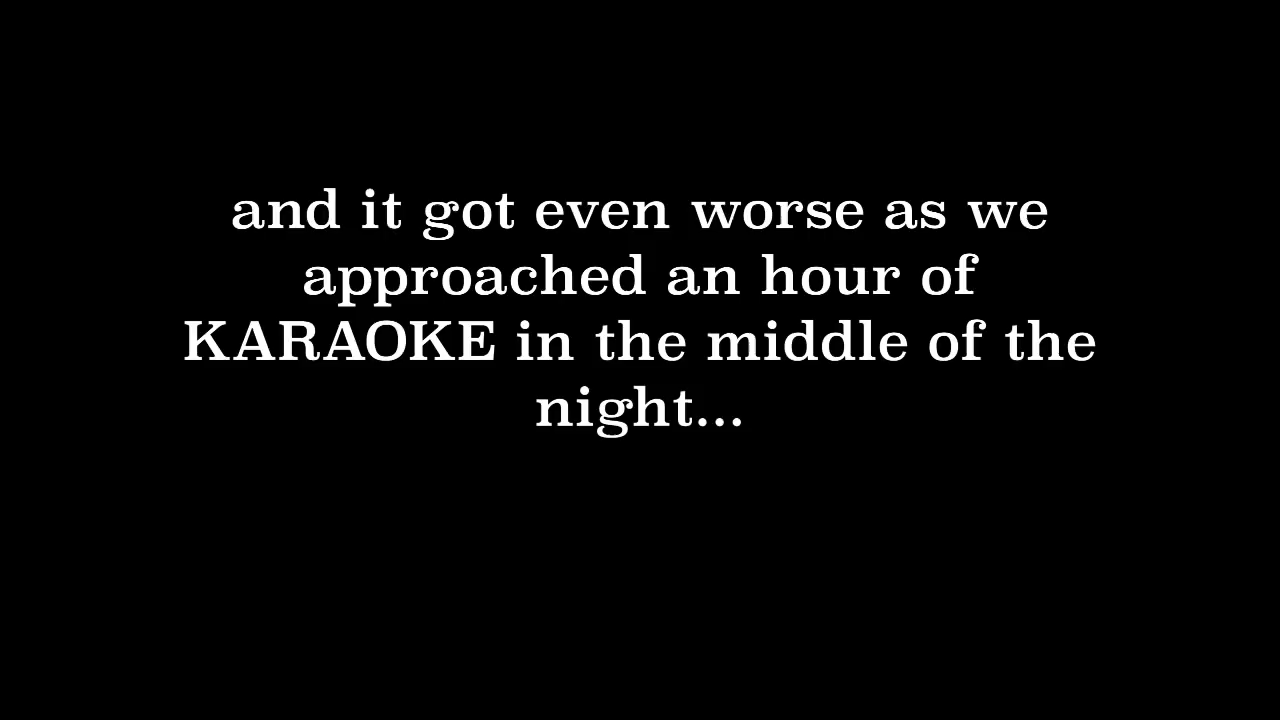 and it got even worse as we
approached an hour of
KARAOKE in the middle of the
night...